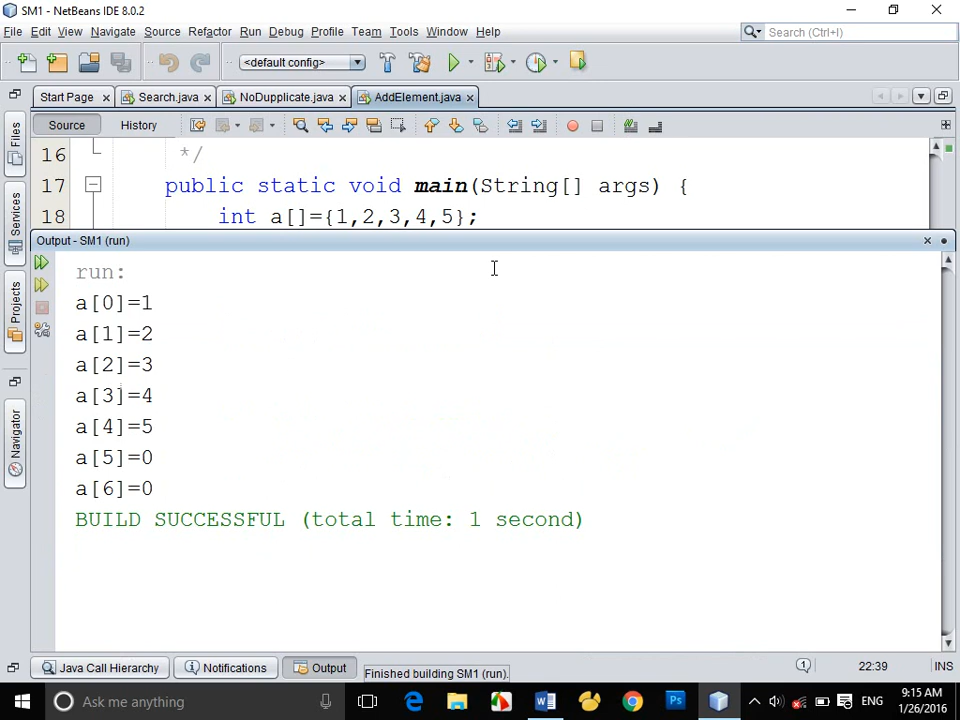 SM1 - NetBeans IDE 8.0.2
File Edit View Navigate Source Refactor Run Debug Profile Team Tools Window Help
Search (Ctrl+I)
<default config>
Start Page Search.java NoDupplicate.java AddElement.java
Source History
16 */
17 public static void main(String[] args) {
18 int a[]={1,2,3,4,5};
Output - SM1 (run)
Files
Services
Projects
Navigator
run:
a[0]=1
a[1]=2
a[2]=3
a[3]=4
a[4]=5
a[5]=0
a[6]=0
BUILD SUCCESSFUL (total time: 1 second)
Java Call Hierarchy Notifications Output
Finished building SM1 (run).
1
22:39 INS
Ask me anything
W
Ps
ENG
9:15 AM
1/26/2016